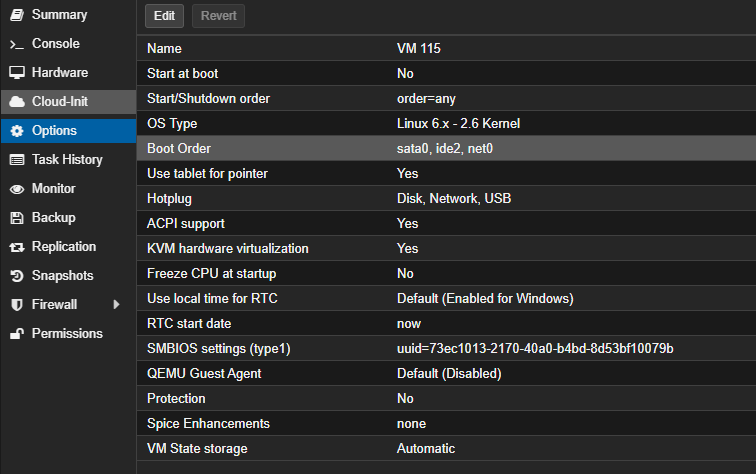 Summary
Console
Hardware
Cloud-Init
Options
Task History
Monitor
Backup
Replication
Snapshots
Firewall
Permissions
Edit Revert
Name VM 115
Start at boot No
Start/Shutdown order order=any
OS Type Linux 6.x - 2.6 Kernel
Boot Order sata0, ide2, net0
Use tablet for pointer Yes
Hotplug Disk, Network, USB
ACPI support Yes
KVM hardware virtualization Yes
Freeze CPU at startup No
Use local time for RTC Default (Enabled for Windows)
RTC start date now
SMBIOS settings (type1) uuid=73ec1013-2170-40a0-b4bd-8d53bf10079b
QEMU Guest Agent Default (Disabled)
Protection No
Spice Enhancements none
VM State storage Automatic